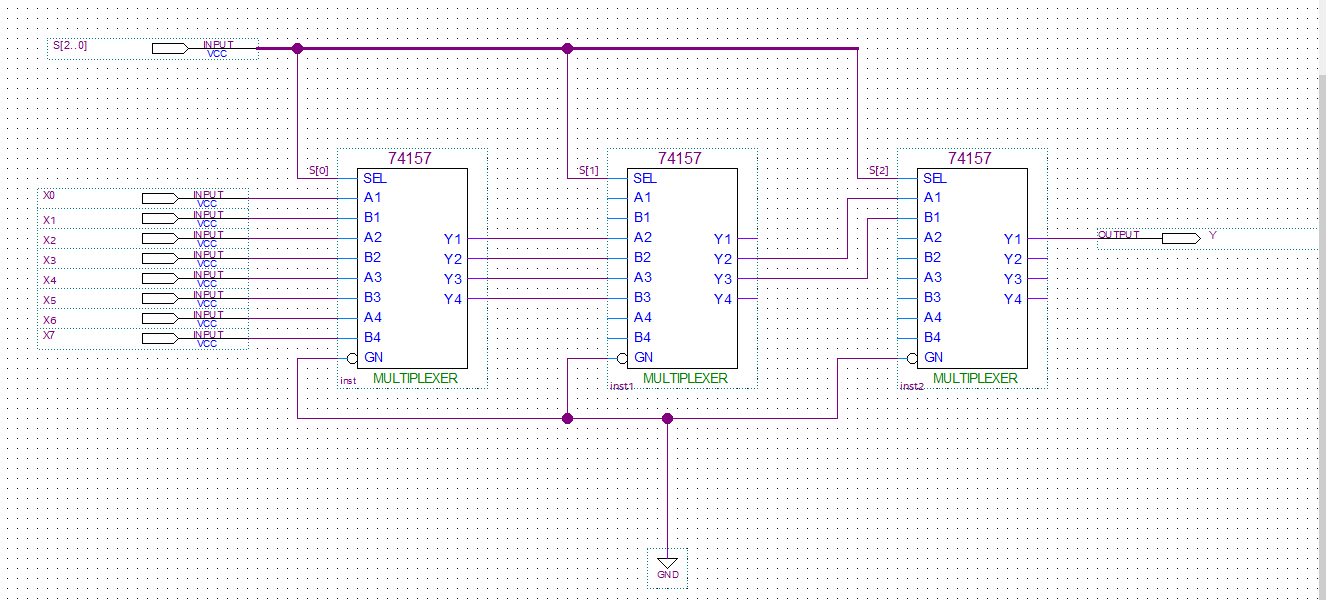 S[2..0] INPUT
VCC
74157 74157 74157
S[0] SEL S[1] SEL S[2] SEL
X0 INPUT VCC A1 A1 A1
X1 INPUT VCC B1 B1 B1
X2 INPUT VCC A2 Y1 A2 Y1 A2 Y1 OUTPUT Y
X3 INPUT VCC B2 Y2 B2 Y2 B2 Y2
X4 INPUT VCC A3 Y3 A3 Y3 A3 Y3
X5 INPUT VCC B3 Y4 B3 Y4 B3 Y4
X6 INPUT VCC A4 A4 A4
X7 INPUT VCC B4 B4 B4
GN GN GN
inst MULTIPLEXER inst1 MULTIPLEXER inst2 MULTIPLEXER
GND